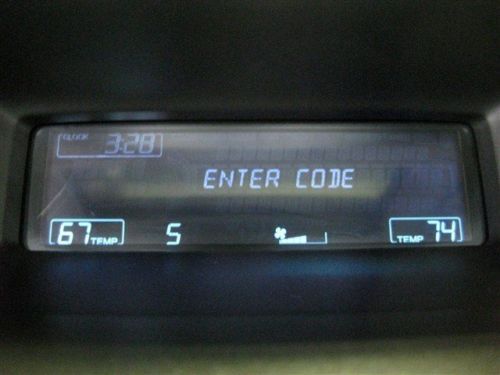 CLOCK
3:28
ENTER CODE
67 TEMP 5 TEMP 74